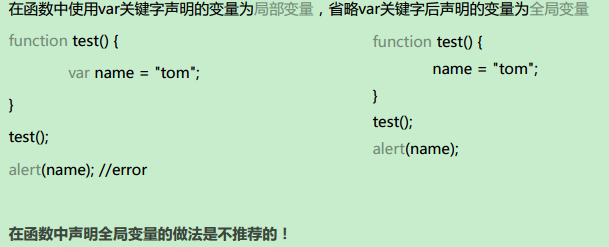 在函数中使用var关键字声明的变量为局部变量，省略var关键字后声明的变量为全局变量
function test() {
var name = "tom";
}
test();
alert(name); //error
function test() {
name = "tom";
}
test();
alert(name);
在函数中声明全局变量的做法是不推荐的！